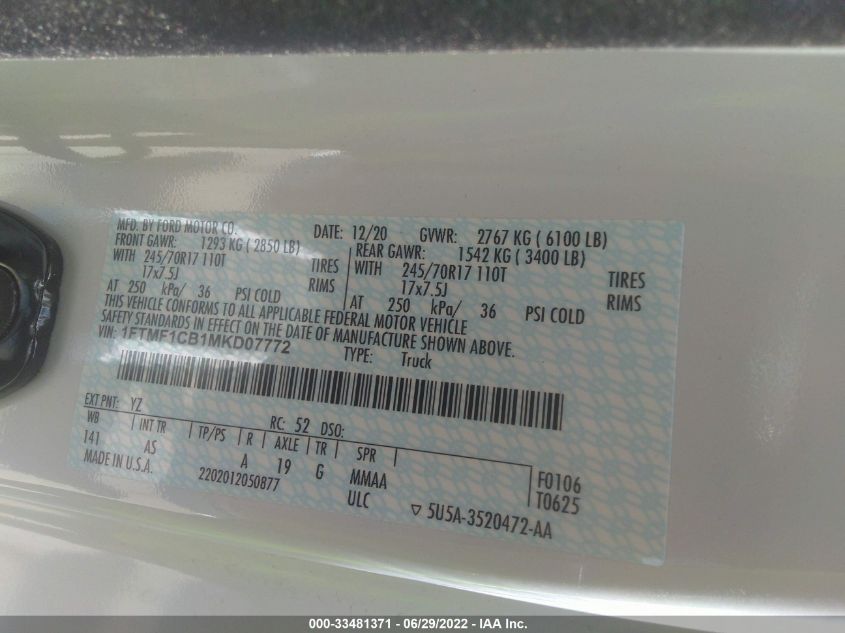 MFD. BY FORD MOTOR CO.
DATE: 12/20 GVWR: 2767 KG ( 6100 LB)
FRONT GAWR: 1293 KG ( 2850 LB)
WITH 245/70R17 110T TIRES
17x7.5J RIMS
AT 250 kPa/ 36 PSI COLD
REAR GAWR: 1542 KG ( 3400 LB)
WITH 245/70R17 110T TIRES
17x7.5J RIMS
AT 250 kPa/ 36 PSI COLD
THIS VEHICLE CONFORMS TO ALL APPLICABLE FEDERAL MOTOR VEHICLE
SAFETY STANDARDS IN EFFECT ON THE DATE OF MANUFACTURE SHOWN ABOVE.
VIN: 1FTMF1CB1MKD07772
TYPE: Truck
EXT PNT: YZ RC: 52 DSO:
WB INT TR TP/PS R AXLE TR SPR
141 AS A 19 G MMAA
MADE IN U.S.A. 2202012050877 ULC
F0106
T0625
5U5A-3520472-AA
000-33481371 - 06/29/2022 - IAA Inc.